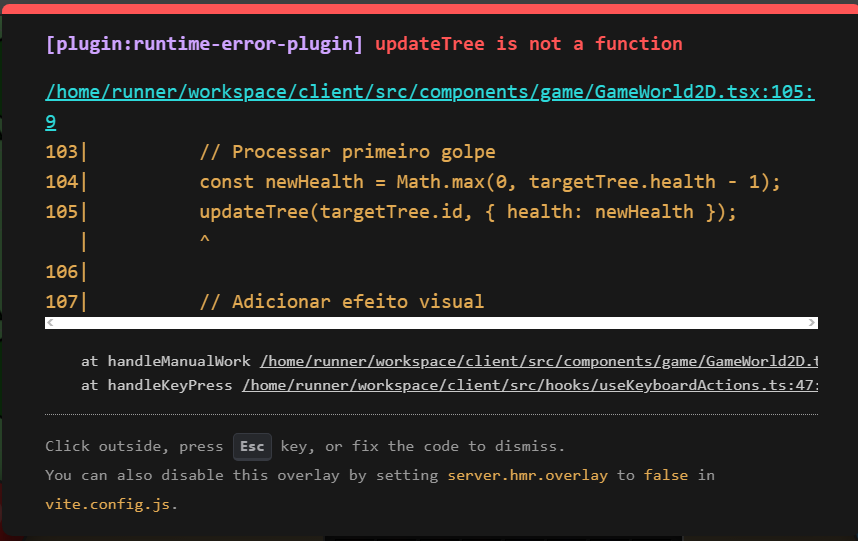 [plugin:runtime-error-plugin] updateTree is not a function
/home/runner/workspace/client/src/components/game/GameWorld2D.tsx:105:
9
103|          // Processar primeiro golpe
104|          const newHealth = Math.max(0, targetTree.health - 1);
105|          updateTree(targetTree.id, { health: newHealth });
   |          ^
106|
107|          // Adicionar efeito visual
at handleManualWork /home/runner/workspace/client/src/components/game/GameWorld2D.t
at handleKeyPress /home/runner/workspace/client/src/hooks/useKeyboardActions.ts:47:
Click outside, press Esc key, or fix the code to dismiss.
You can also disable this overlay by setting server.hmr.overlay to false in
vite.config.js.